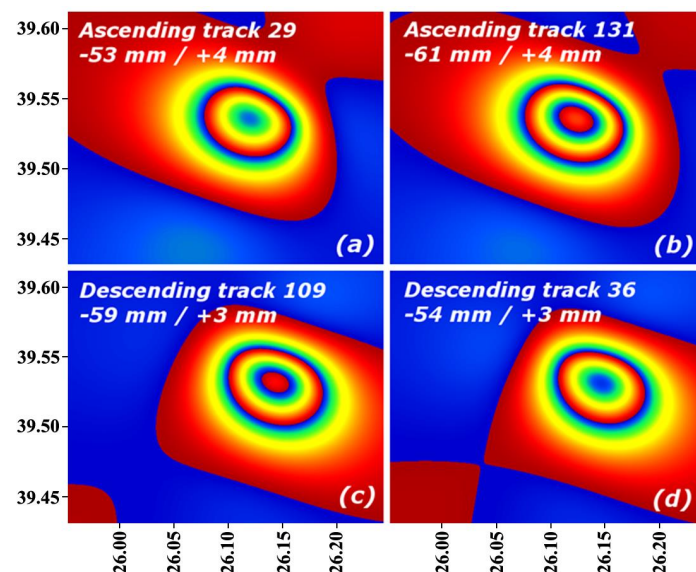 39.60
39.55
39.50
39.45
Ascending track 29
-53 mm / +4 mm
(a)
Ascending track 131
-61 mm / +4 mm
(b)
39.60
39.55
39.50
39.45
Descending track 109
-59 mm / +3 mm
(c)
Descending track 36
-54 mm / +3 mm
(d)
26.00
26.05
26.10
26.15
26.20
26.00
26.05
26.10
26.15
26.20